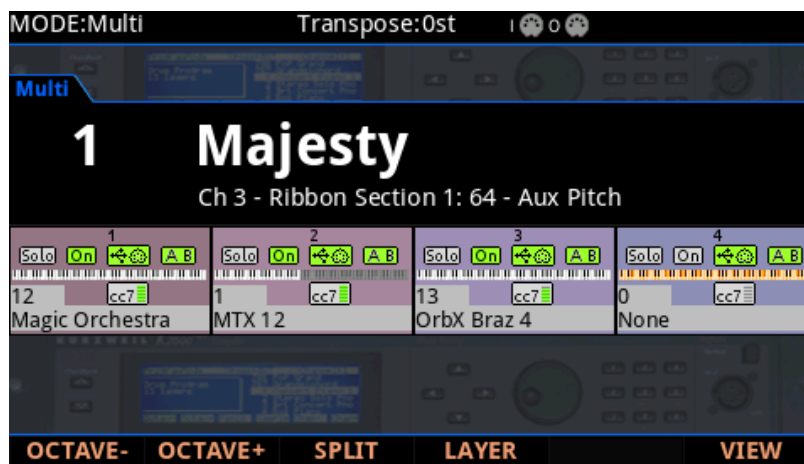 MODE:Multi Transpose:0st I O
Multi
1 Majesty
Ch 3 - Ribbon Section 1: 64 - Aux Pitch
1 2 3 4
Solo On A B Solo On A B Solo On A B Solo On A B
12 cc7 1 cc7 13 cc7 0 cc7
Magic Orchestra MTX 12 OrbX Braz 4 None
KURZWEIL K2000
OCTAVE- OCTAVE+ SPLIT LAYER VIEW